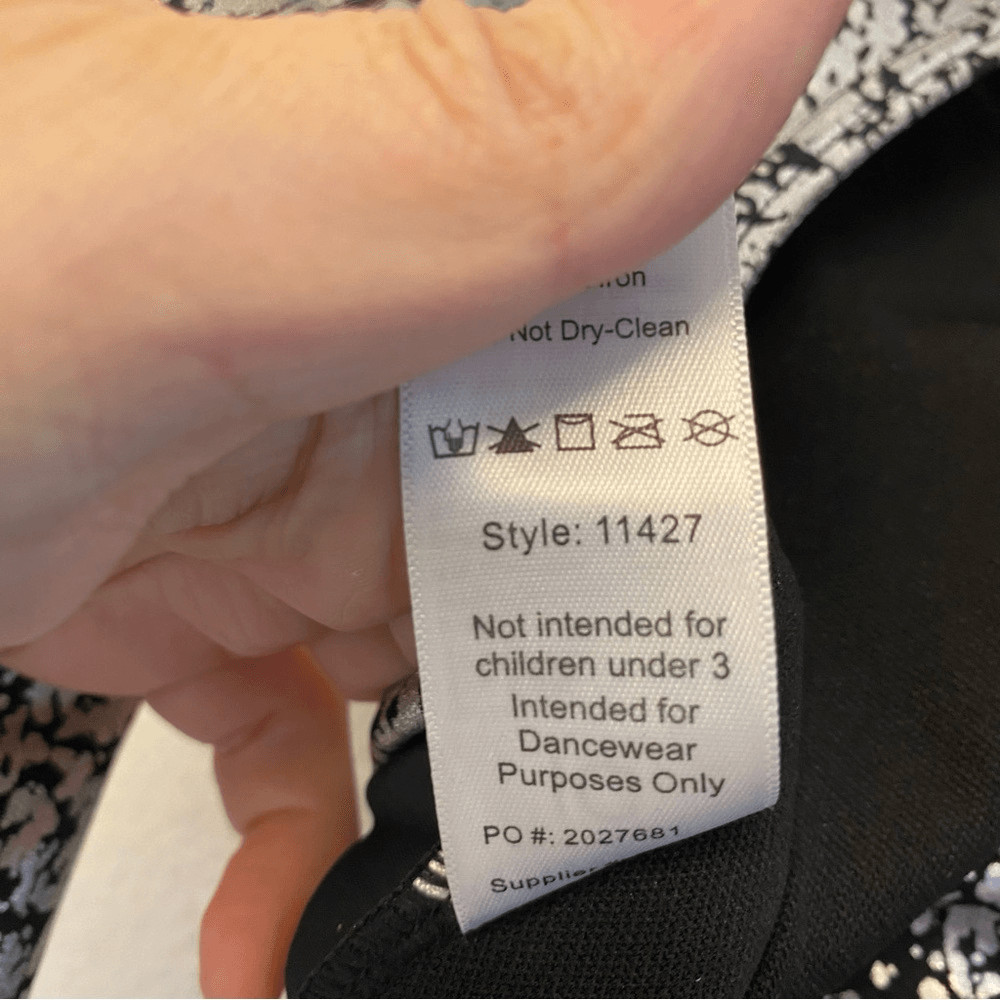 Not Dry-Clean
Style: 11427
Not intended for
children under 3
Intended for
Dancewear
Purposes Only
PO #: 2027681